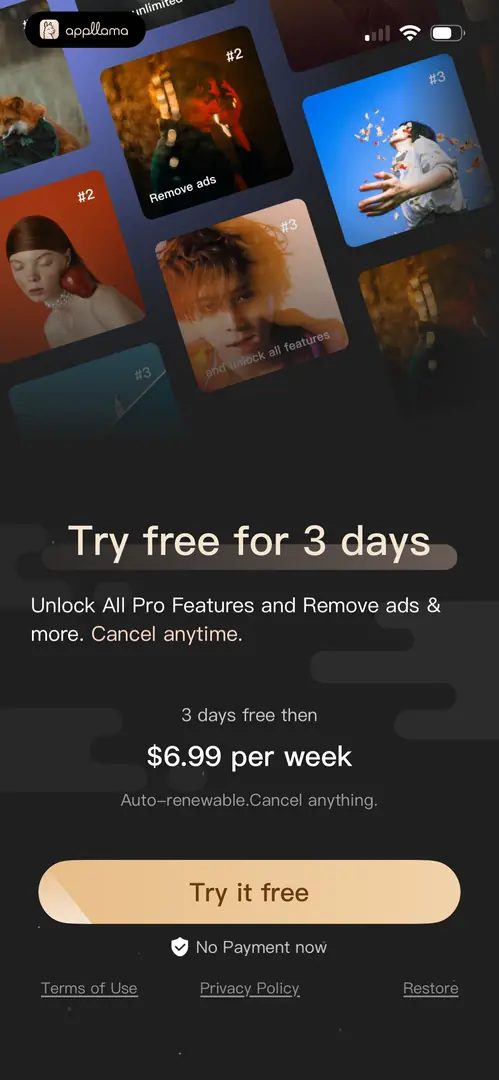 unlimited
appllama
#2
#3
Remove ads
#2
#3
and unlock all features
#3
Try free for 3 days
Unlock All Pro Features and Remove ads &
more. Cancel anytime.
3 days free then
$6.99 per week
Auto-renewable.Cancel anything.
Try it free
No Payment now
Terms of Use Privacy Policy Restore